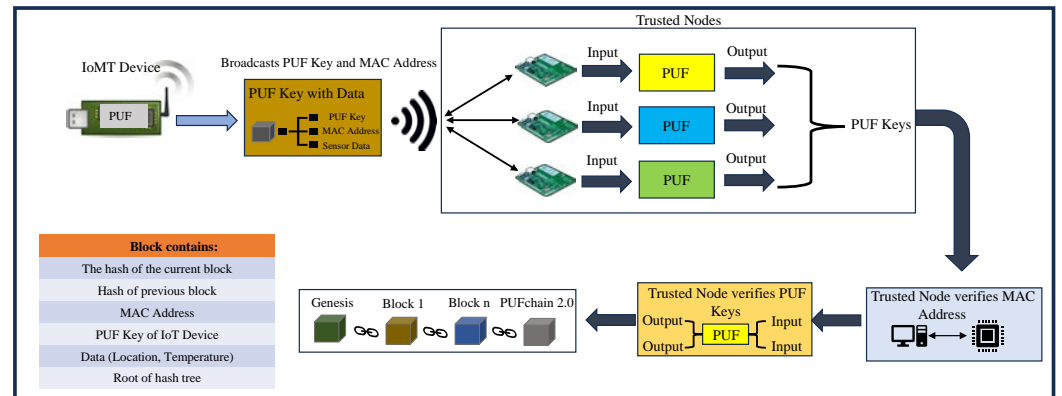 Trusted Nodes
IoMT Device
PUF
Broadcasts PUF Key and MAC Address
PUF Key with Data
PUF Key
MAC Address
Sensor Data
Input
PUF
Output
Input
PUF
Output
Input
PUF
Output
PUF Keys
Block contains:
The hash of the current block
Hash of previous block
MAC Address
PUF Key of IoT Device
Data (Location, Temperature)
Root of hash tree
Genesis
Block 1
Block n
PUFchain 2.0
Trusted Node verifies PUF
Keys
Output
Input
PUF
Output
Input
Trusted Node verifies MAC
Address